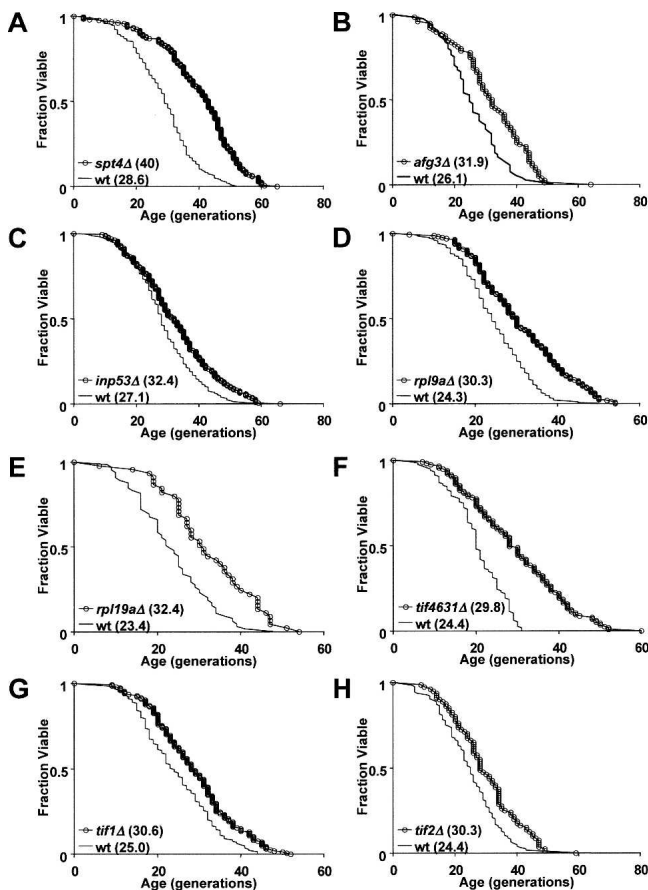 A
Fraction Viable
1
0.5
0
spt4Δ (40)
wt (28.6)
0 20 40 60 80
Age (generations)
B
Fraction Viable
1
0.5
0
afg3Δ (31.9)
wt (26.1)
0 20 40 60 80
Age (generations)
C
Fraction Viable
1
0.5
0
inp53Δ (32.4)
wt (27.1)
0 20 40 60 80
Age (generations)
D
Fraction Viable
1
0.5
0
rpl9aΔ (30.3)
wt (24.3)
0 20 40 60
Age (generations)
E
Fraction Viable
1
0.5
0
rpl19aΔ (32.4)
wt (23.4)
0 20 40 60
Age (generations)
F
Fraction Viable
1
0.5
0
tif4631Δ (29.8)
wt (24.4)
0 20 40 60
Age (generations)
G
Fraction Viable
1
0.5
0
tif1Δ (30.6)
wt (25.0)
0 20 40 60
Age (generations)
H
Fraction Viable
1
0.5
0
tif2Δ (30.3)
wt (24.4)
0 20 40 60 80
Age (generations)